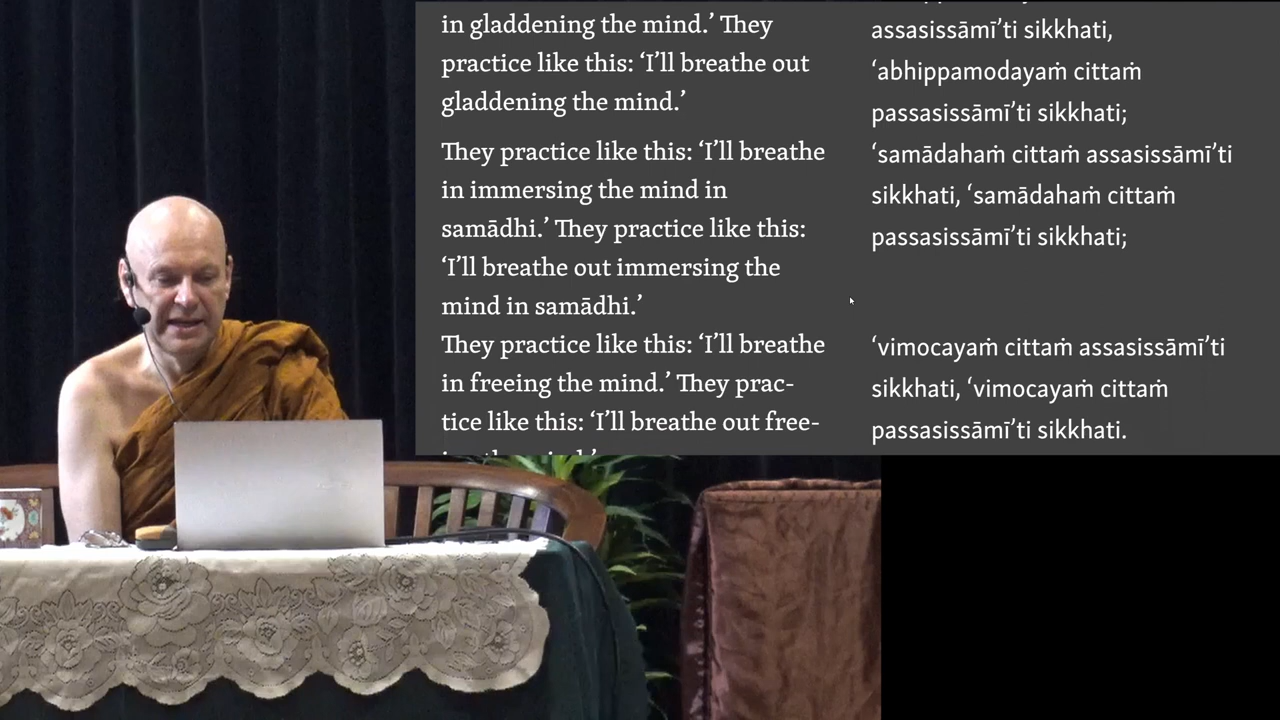 in gladdening the mind.’ They
practice like this: ‘I’ll breathe out
gladdening the mind.’
They practice like this: ‘I’ll breathe
in immersing the mind in
samādhi.’ They practice like this:
‘I’ll breathe out immersing the
mind in samādhi.’
They practice like this: ‘I’ll breathe
in freeing the mind.’ They prac-
tice like this: ‘I’ll breathe out free-
assasissāmī’ti sikkhati,
‘abhippamodayaṁ cittaṁ
passasissāmī’ti sikkhati;
‘samādahaṁ cittaṁ assasissāmī’ti
sikkhati, ‘samādahaṁ cittaṁ
passasissāmī’ti sikkhati;
‘vimocayaṁ cittaṁ assasissāmī’ti
sikkhati, ‘vimocayaṁ cittaṁ
passasissāmī’ti sikkhati.